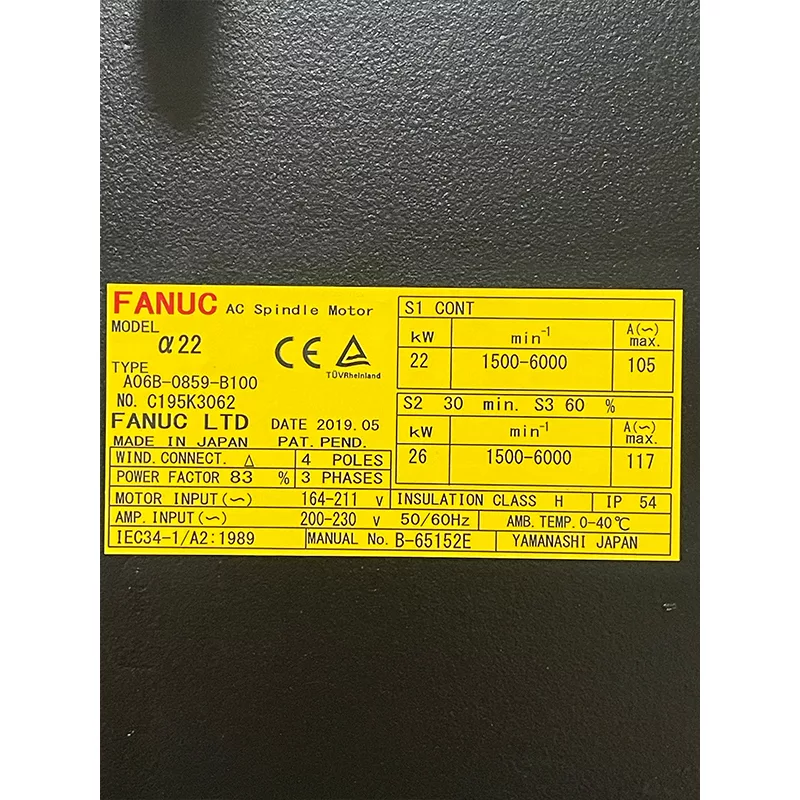 FANUC AC Spindle Motor
MODEL
α22
TYPE
A06B-0859-B100
NO. C195K3062
FANUC LTD DATE 2019.05
MADE IN JAPAN PAT. PEND.
CE TÜVRheinland
S1 CONT
kW min⁻¹ A(∼) max.
22 1500-6000 105
S2 30 min. S3 60 %
kW min⁻¹ A(∼) max.
26 1500-6000 117
WIND. CONNECT. △ 4 POLES
POWER FACTOR 83 % 3 PHASES
MOTOR INPUT(∼) 164-211 V INSULATION CLASS H IP 54
AMP. INPUT(∼) 200-230 V 50/60Hz AMB. TEMP. 0-40℃
IEC34-1/A2:1989 MANUAL No. B-65152E YAMANASHI JAPAN